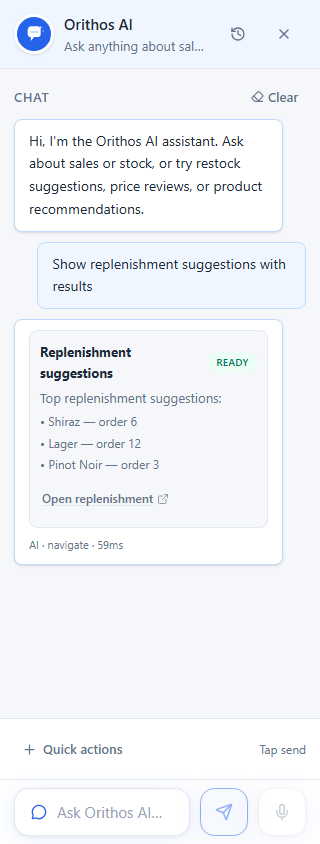 Orithos AI
Ask anything about sal...
CHAT
Clear
Hi, I'm the Orithos AI assistant. Ask
about sales or stock, or try restock
suggestions, price reviews, or product
recommendations.
Show replenishment suggestions with
results
Replenishment
suggestions
READY
Top replenishment suggestions:
• Shiraz — order 6
• Lager — order 12
• Pinot Noir — order 3
Open replenishment
AI · navigate · 59ms
Quick actions
Tap send
Ask Orithos AI...